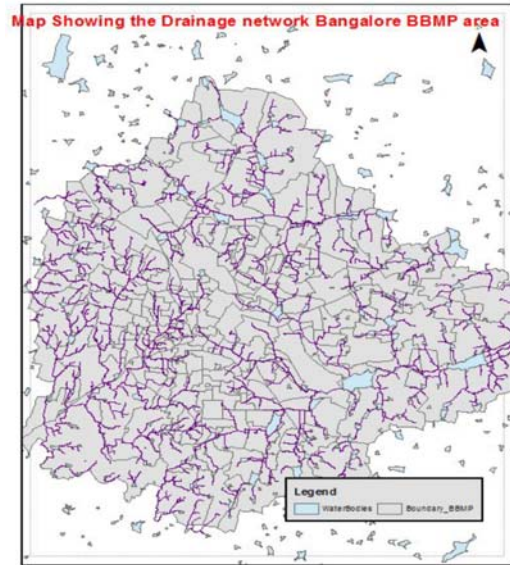 Map Showing the Drainage network Bangalore BBMP area
Legend
WaterBodies
Boundary_BBMP